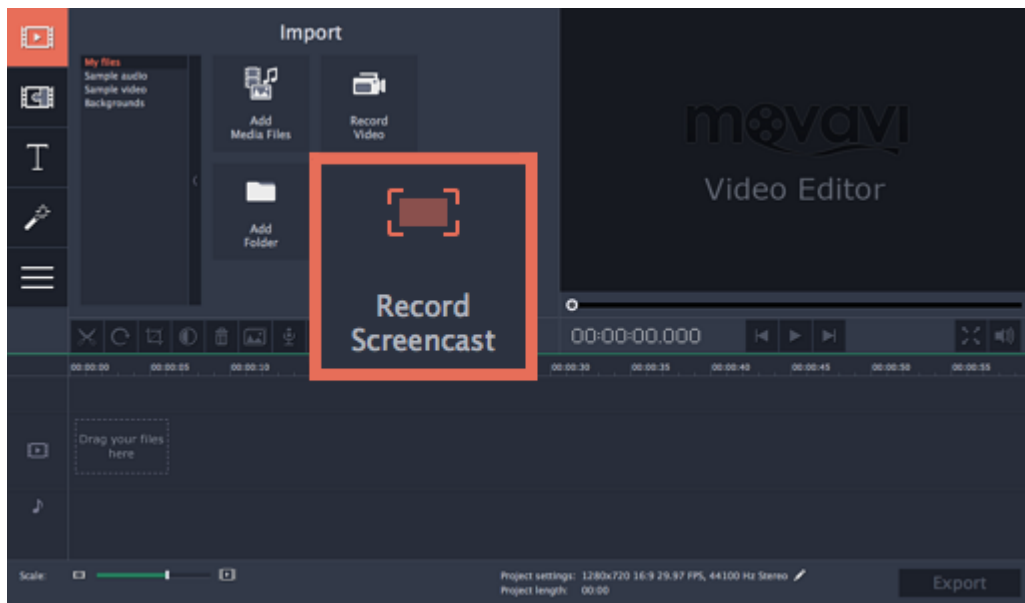 Import
My files
Sample audio
Sample video
Backgrounds
Add
Media Files
Record
Video
Add
Folder
Record
Screencast
movavi
Video Editor
T
00:00:00.000
00:00:00 00:00:05 00:00:10 00:00:30 00:00:35 00:00:40 00:00:45 00:00:50 00:00:55
Drag your files
here
Scale:
Project settings: 1280x720 16:9 29.97 FPS, 44100 Hz Stereo
Project length: 00:00
Export